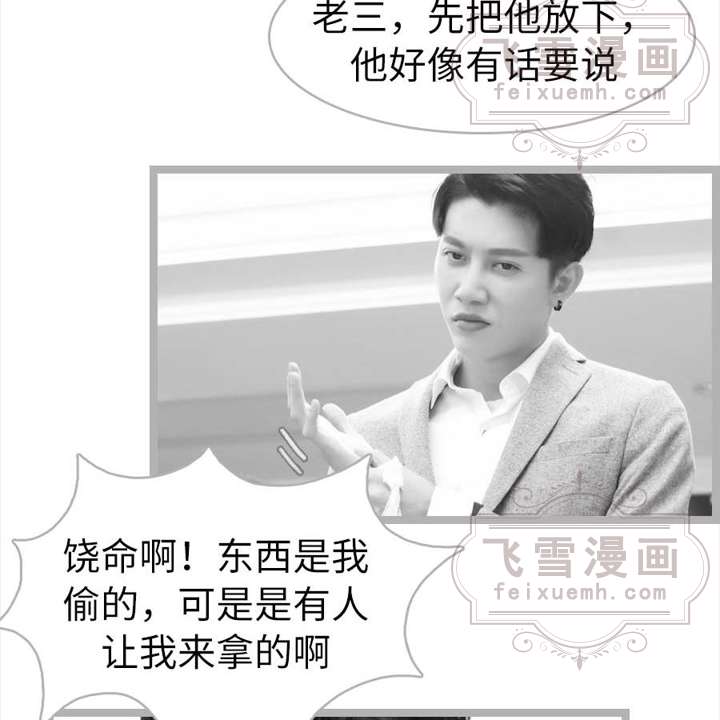 老三，先把他放下，
他好像有话要说
飞雪漫画
feixuemh.com
饶命啊！东西是我
偷的，可是是有人
让我来拿的啊
飞雪漫画
feixuemh.com